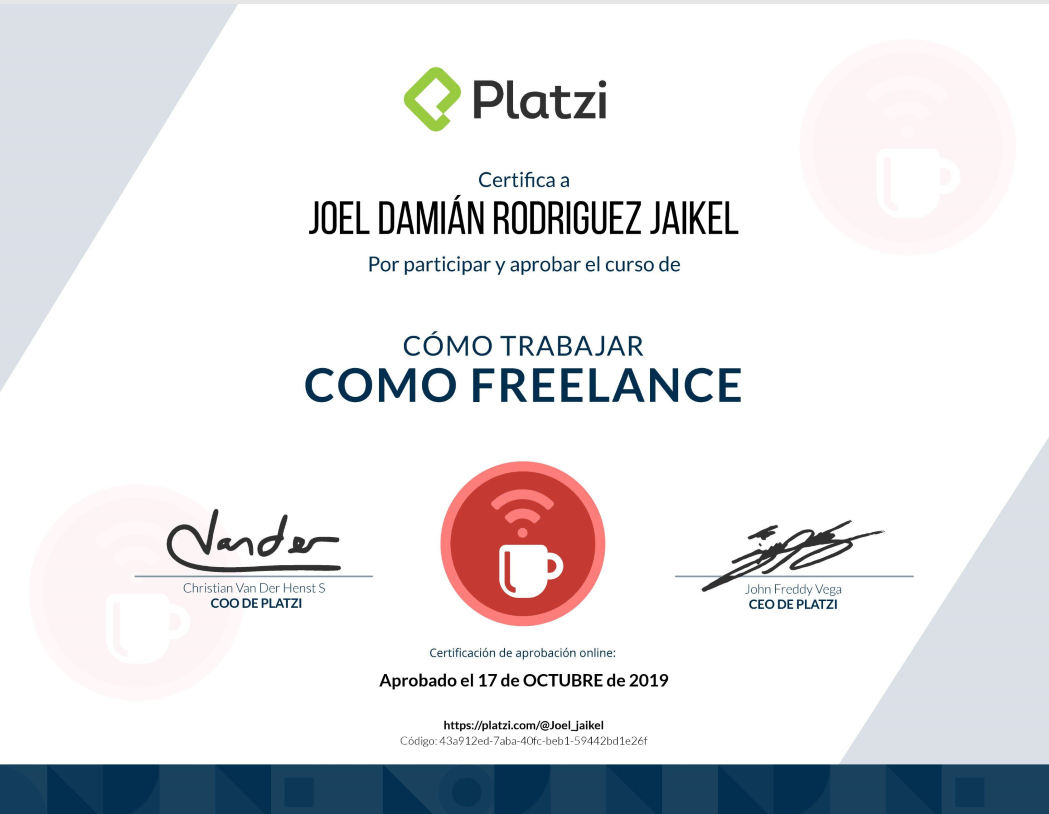 Platzi
Certifica a
JOEL DAMIÁN RODRIGUEZ JAIKEL
Por participar y aprobar el curso de
CÓMO TRABAJAR
COMO FREELANCE
Vander
Christian Van Der Henst S
COO DE PLATZI
John Freddy Vega
CEO DE PLATZI
Certificación de aprobación online:
Aprobado el 17 de OCTUBRE de 2019
https://platzi.com/@Joel_jaikel
Código: 43a912ed-7aba-40fc-beb1-59442bd1e26f